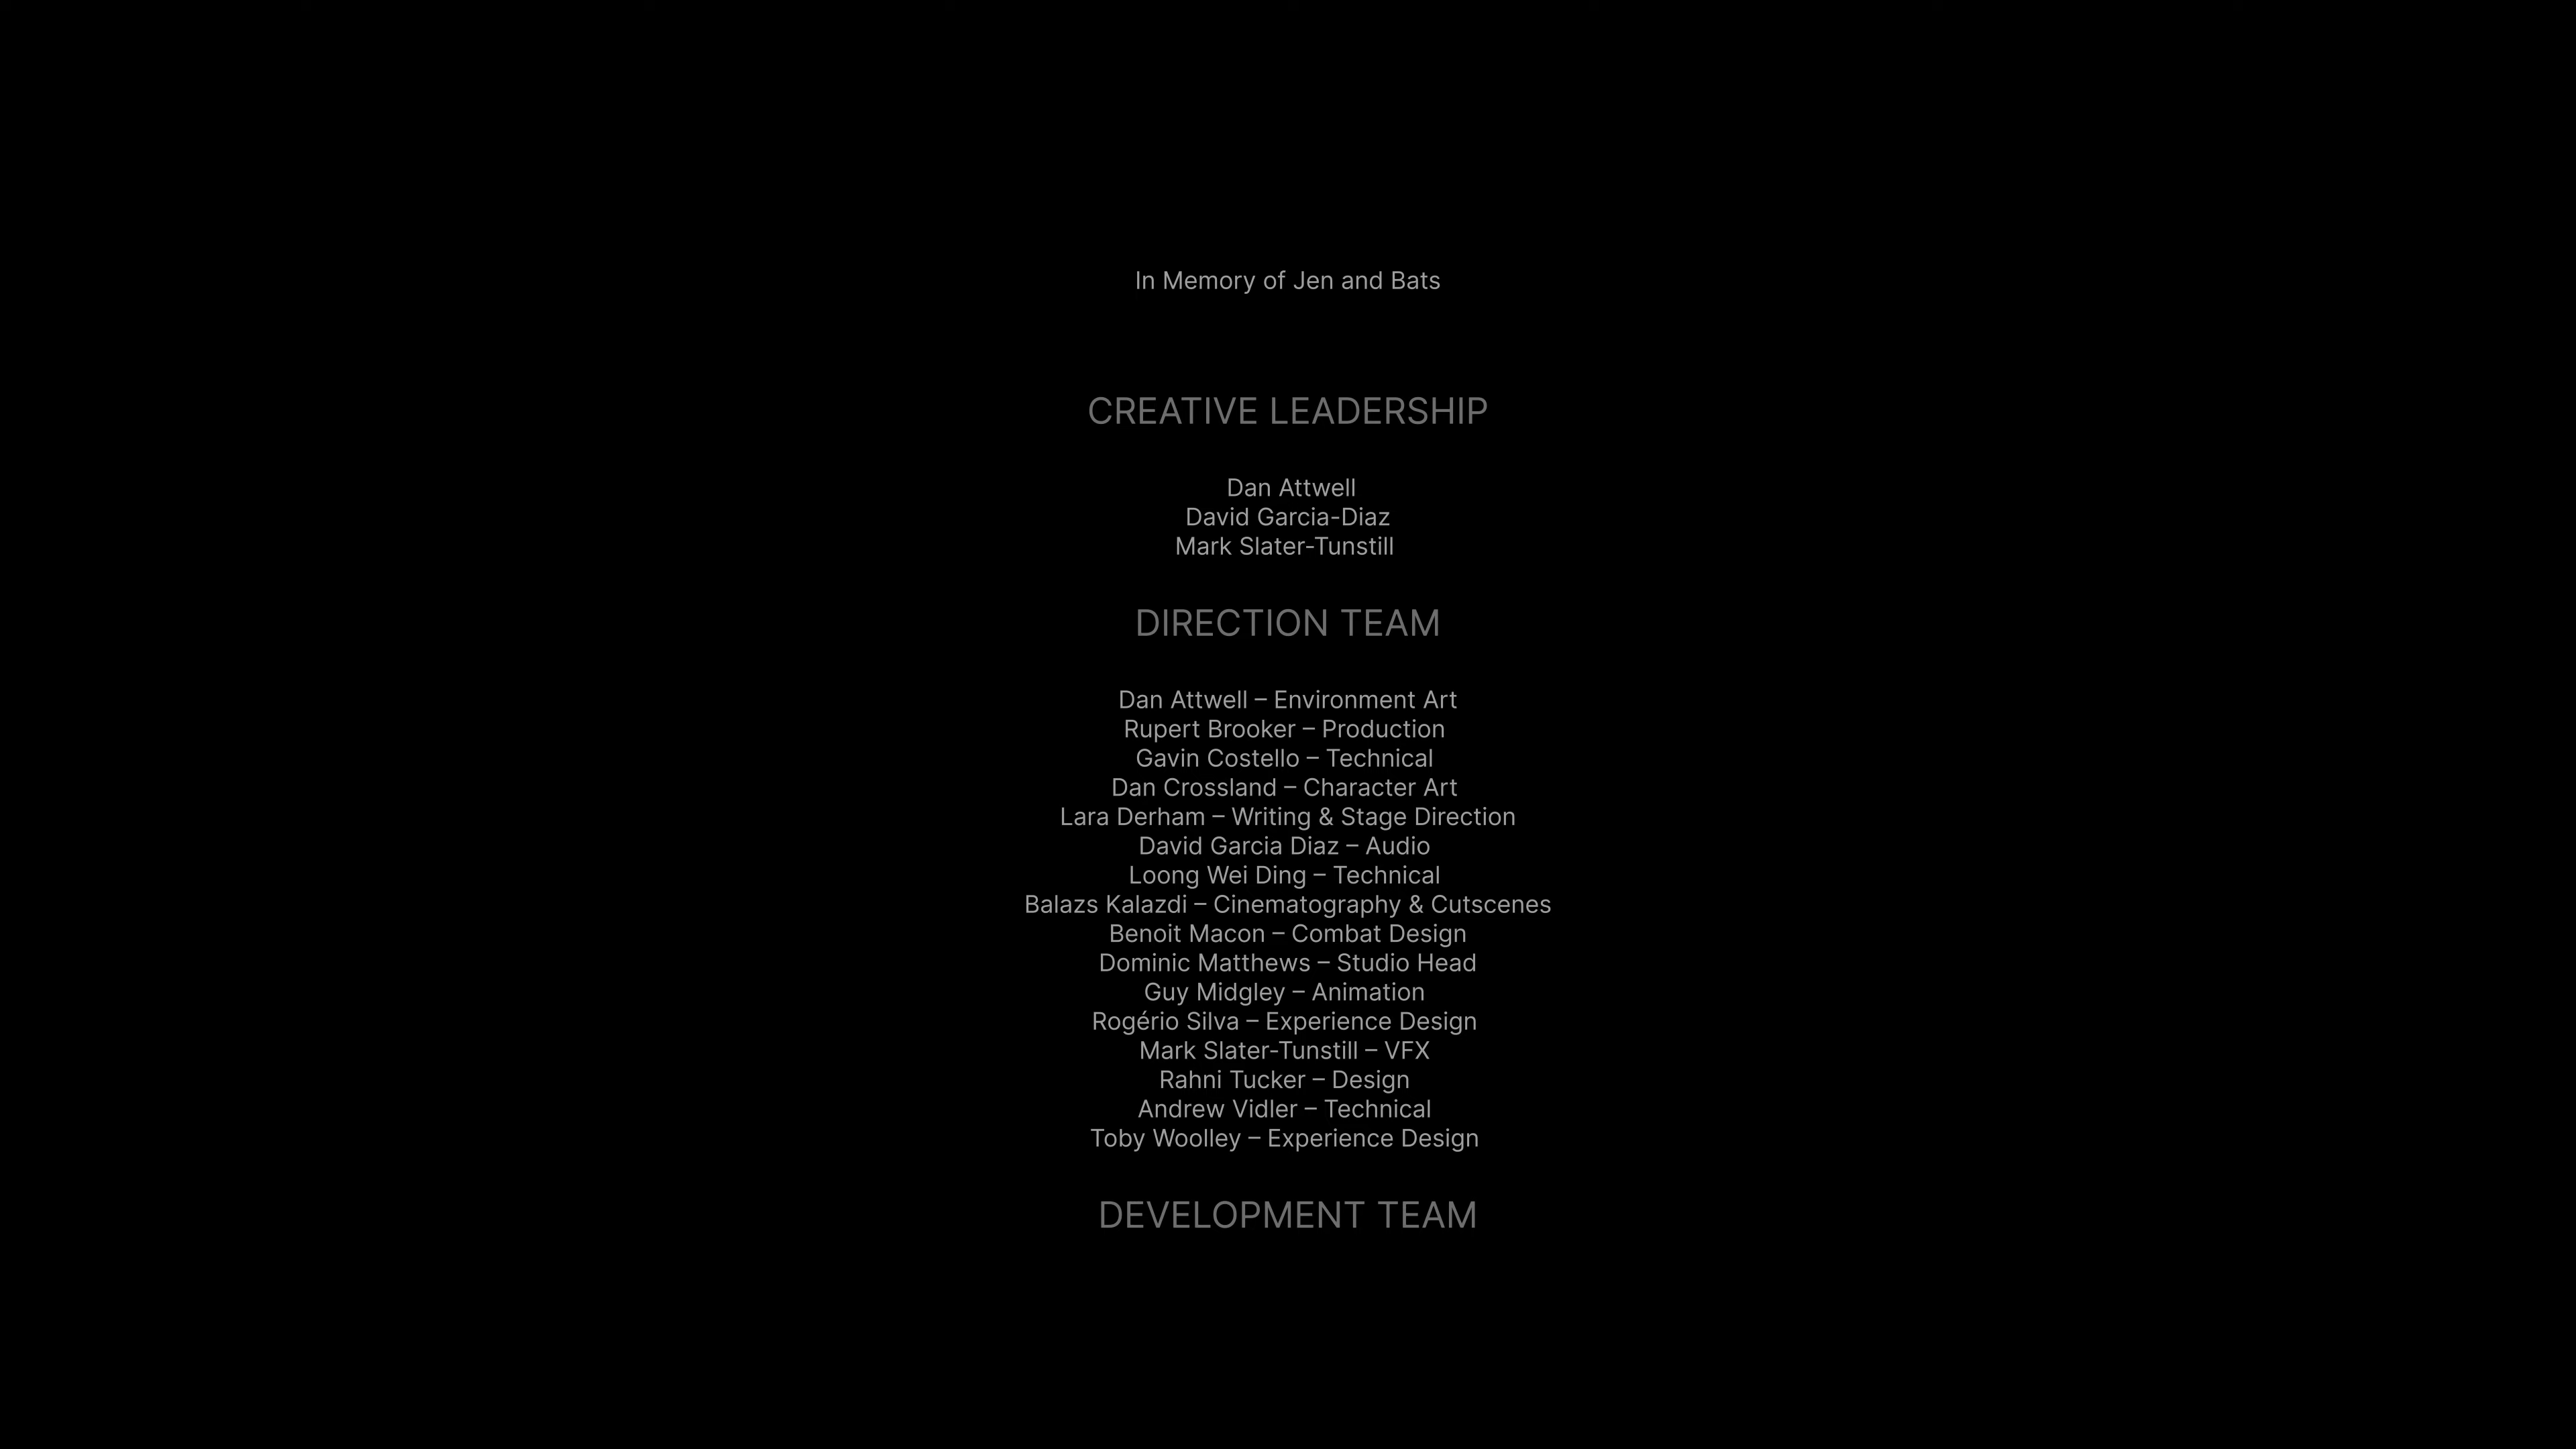 In Memory of Jen and Bats
CREATIVE LEADERSHIP
Dan Attwell
David Garcia-Diaz
Mark Slater-Tunstill
DIRECTION TEAM
Dan Attwell – Environment Art
Rupert Brooker – Production
Gavin Costello – Technical
Dan Crossland – Character Art
Lara Derham – Writing & Stage Direction
David Garcia Diaz – Audio
Loong Wei Ding – Technical
Balazs Kalazdi – Cinematography & Cutscenes
Benoit Macon – Combat Design
Dominic Matthews – Studio Head
Guy Midgley – Animation
Rogério Silva – Experience Design
Mark Slater-Tunstill – VFX
Rahni Tucker – Design
Andrew Vidler – Technical
Toby Woolley – Experience Design
DEVELOPMENT TEAM